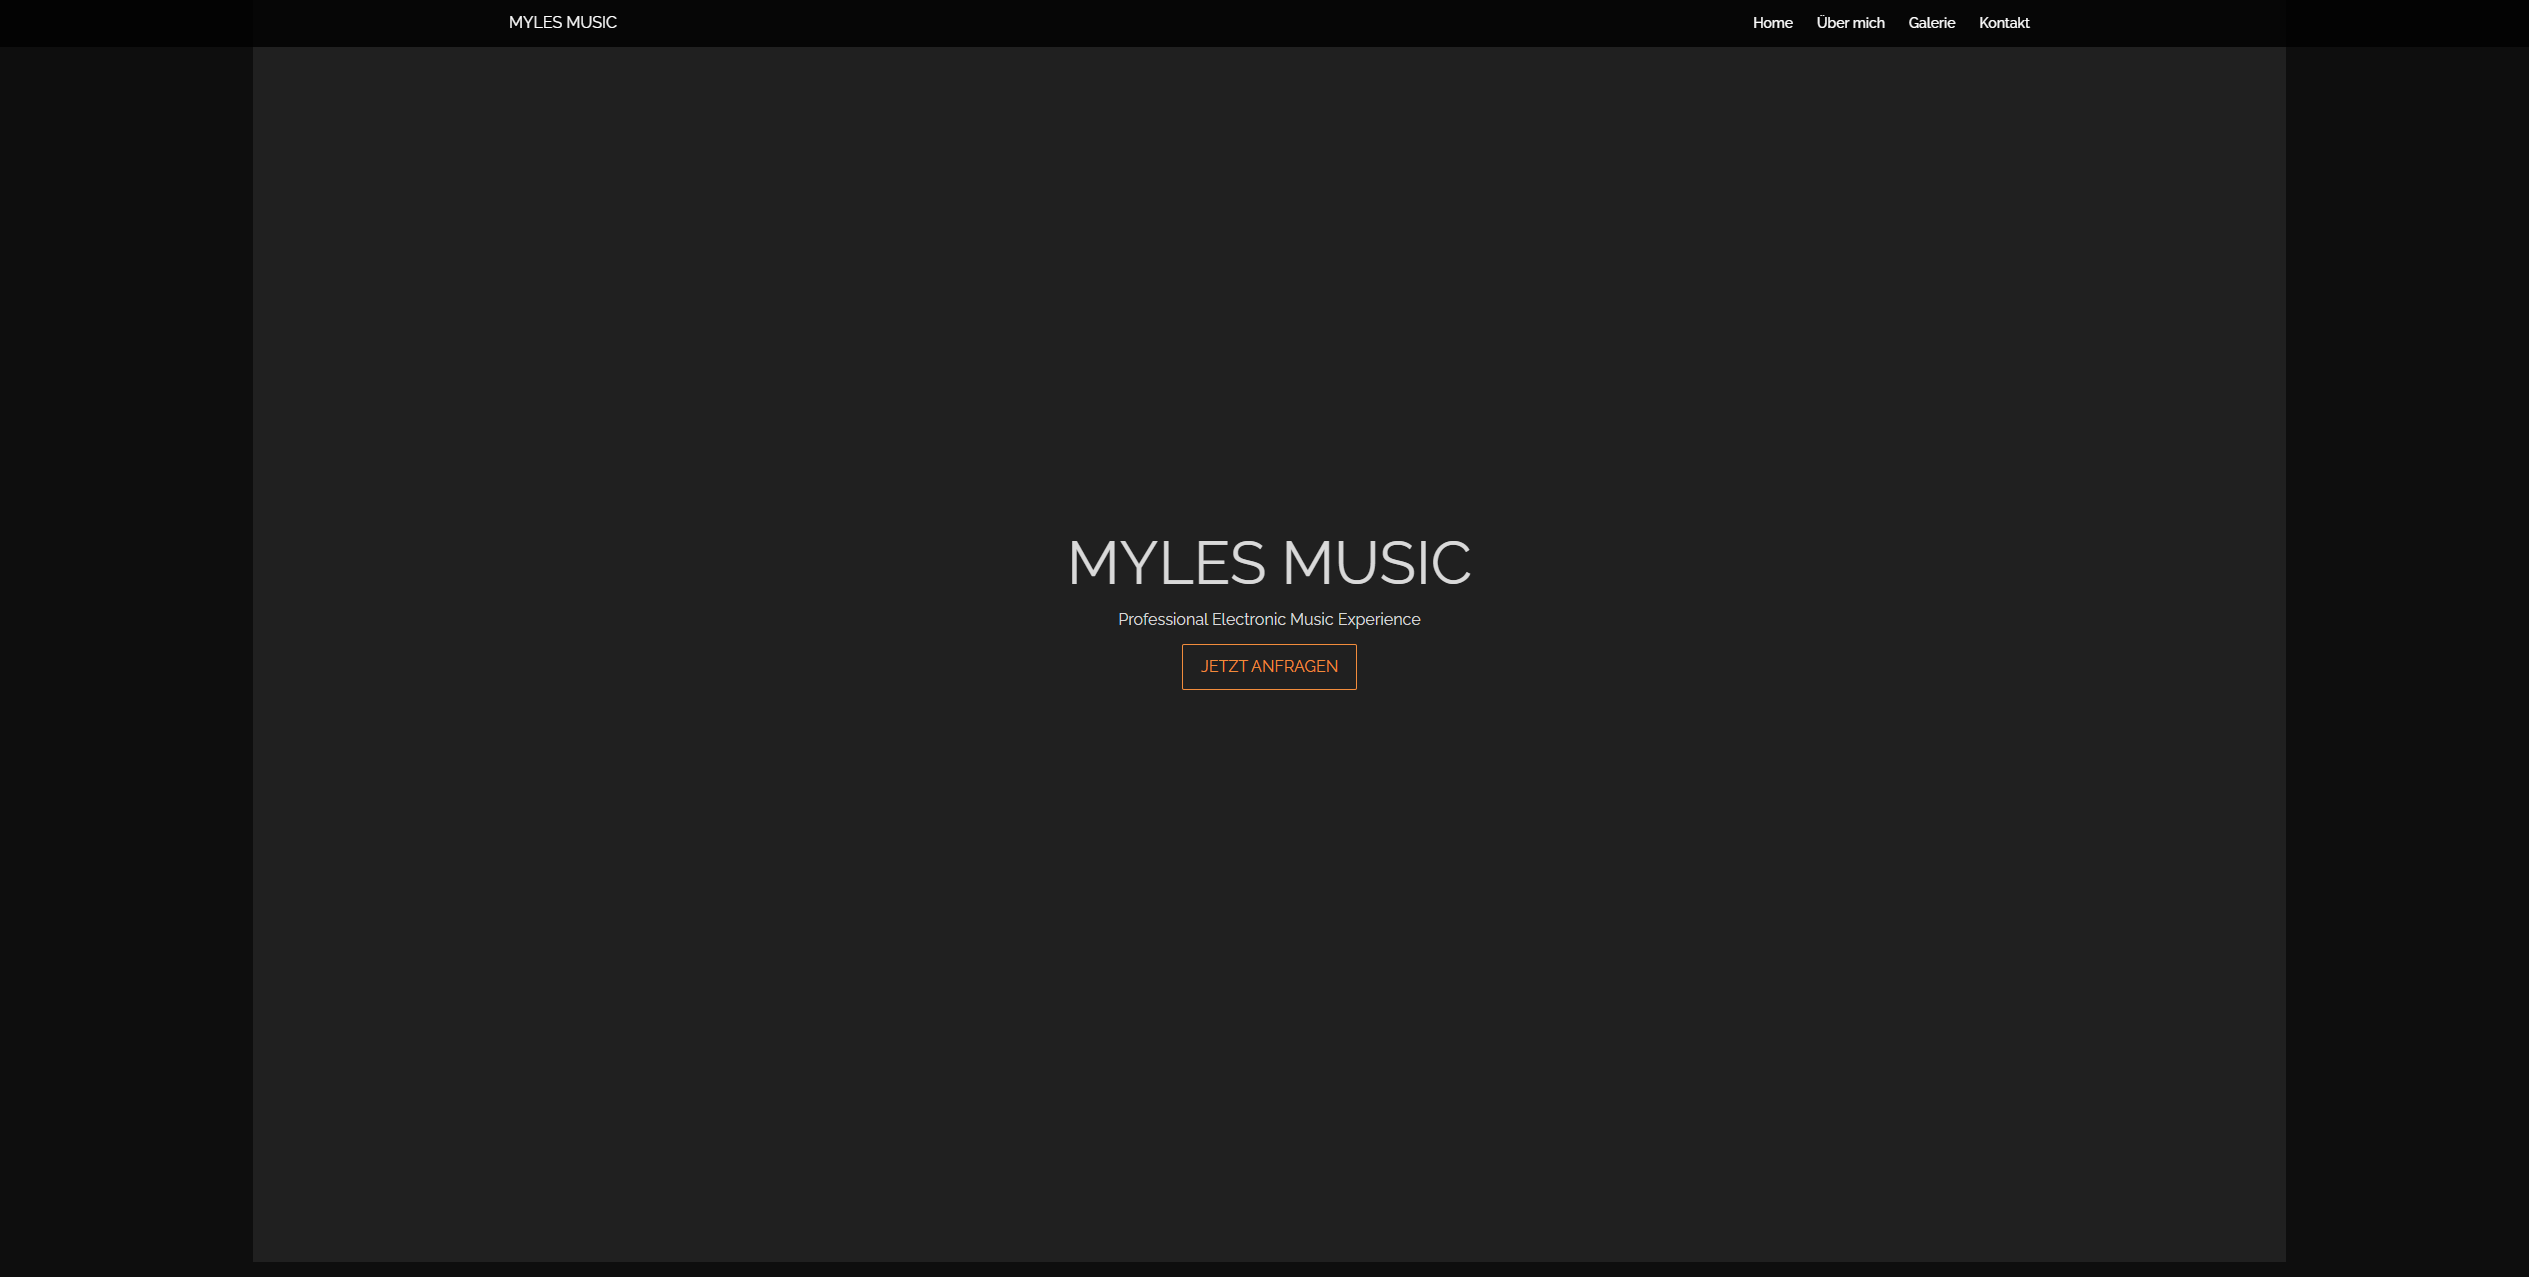 MYLES MUSIC
Home Über mich Galerie Kontakt
MYLES MUSIC
Professional Electronic Music Experience
JETZT ANFRAGEN